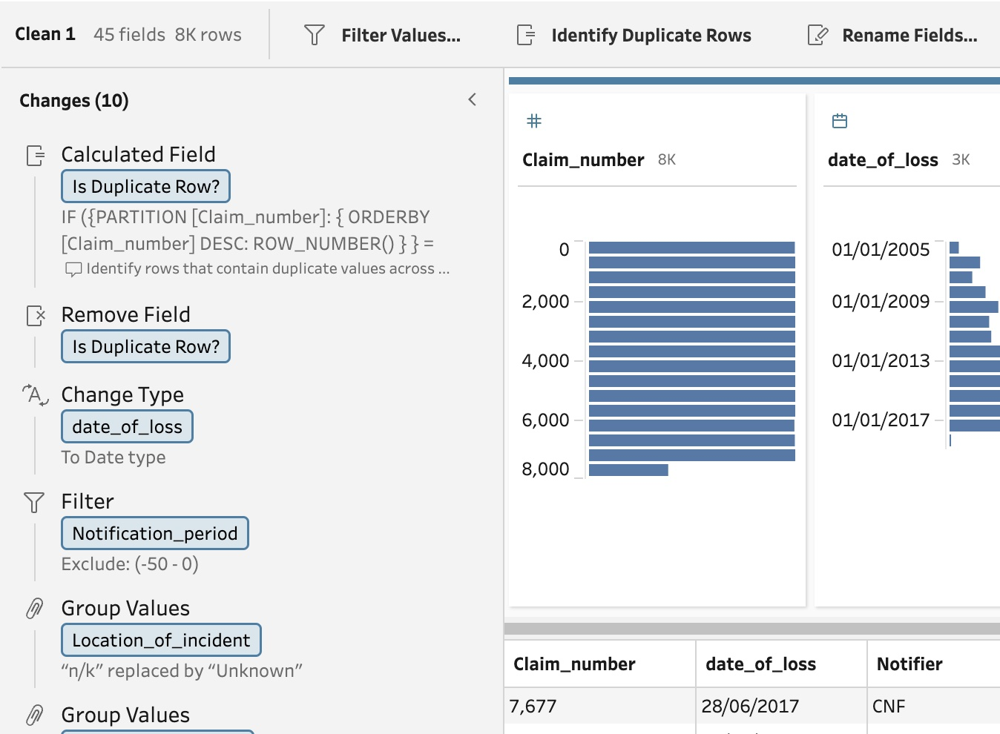 Clean 1 45 fields 8K rows Filter Values... Identify Duplicate Rows Rename Fields...
Changes (10)
Calculated Field
Is Duplicate Row?
IF ({PARTITION [Claim_number]: { ORDERBY
[Claim_number] DESC: ROW_NUMBER() } } =
Identify rows that contain duplicate values across ...
Remove Field
Is Duplicate Row?
Change Type
date_of_loss
To Date type
Filter
Notification_period
Exclude: (-50 - 0)
Group Values
Location_of_incident
“n/k” replaced by “Unknown”
Group Values
Claim_number 8K
0
2,000
4,000
6,000
8,000
date_of_loss 3K
01/01/2005
01/01/2009
01/01/2013
01/01/2017
Claim_number date_of_loss Notifier
7,677 28/06/2017 CNF